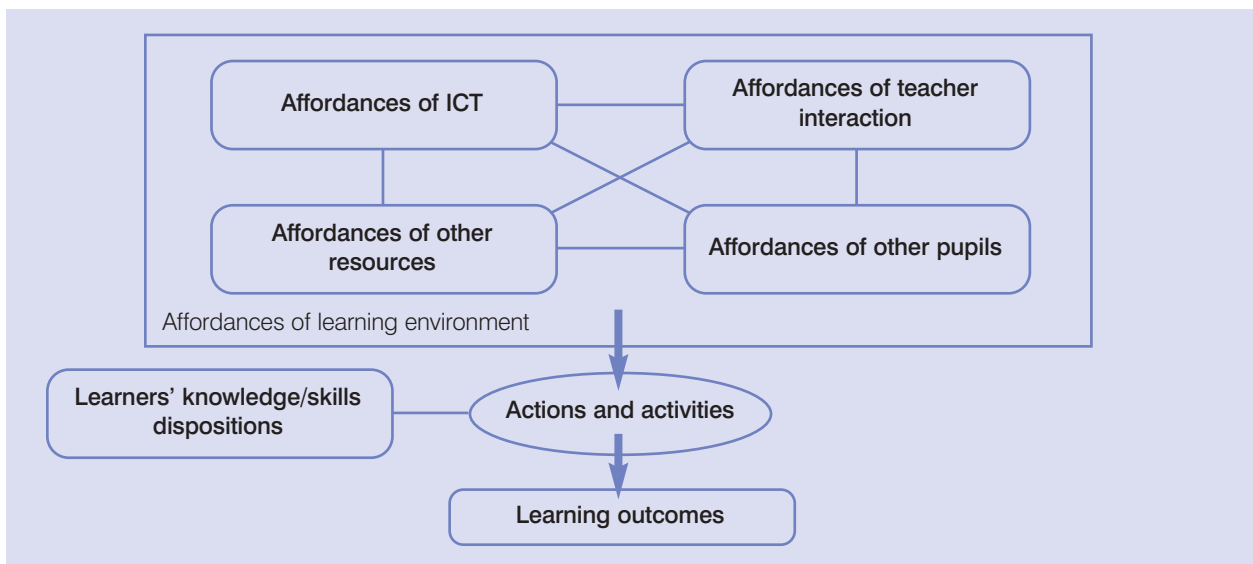 Affordances of ICT
Affordances of teacher
interaction
Affordances of other
resources
Affordances of other pupils
Affordances of learning environment
Learners’ knowledge/skills
dispositions
Actions and activities
Learning outcomes